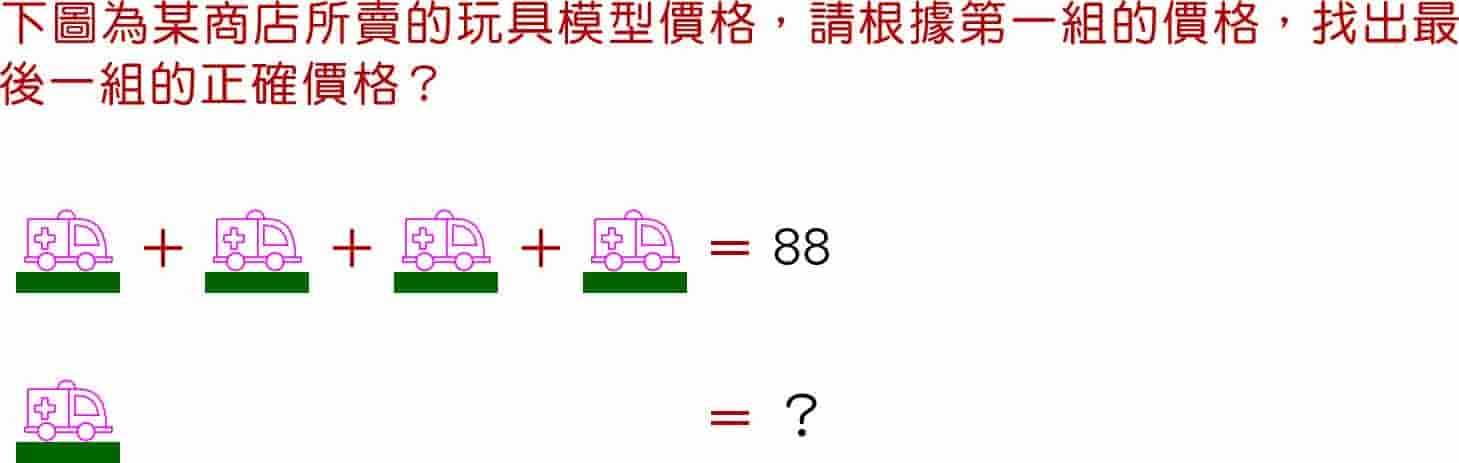 下圖為某商店所賣的玩具模型價格，請根據第一組的價格，找出最
後一組的正確價格？
+ + + = 88
= ?